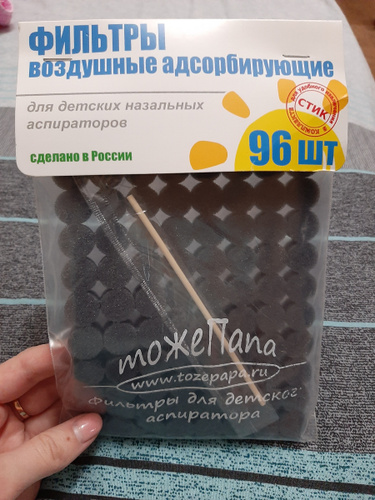 ФИЛЬТРЫ
воздушные адсорбирующие
для детских назальных
аспираторов
СТИК
сделано в России
96 шт
тоЖеПапа
www.tozepapa.ru
Фильтры для детског
аспиратора